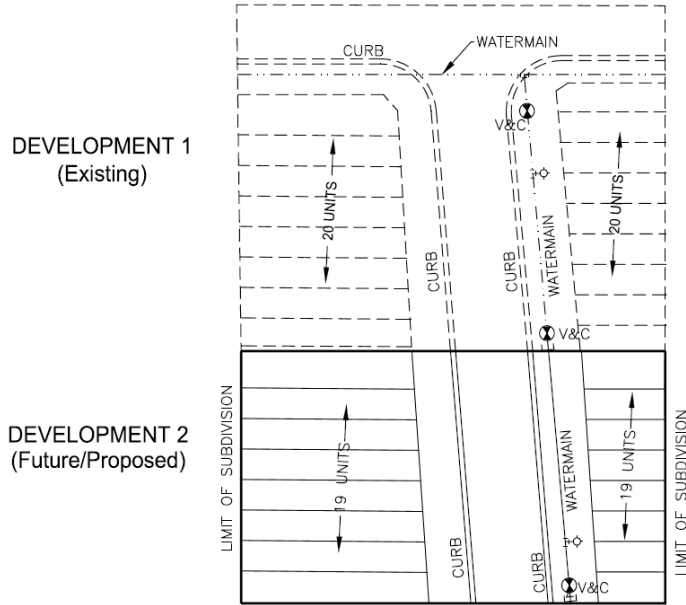 CURB
WATERMAIN
DEVELOPMENT 1
(Existing)
V&C
20 UNITS
20 UNITS
CURB
CURB
WATERMAIN
V&C
DEVELOPMENT 2
(Future/Proposed)
LIMIT OF SUBDIVISION
19 UNITS
WATERMAIN
19 UNITS
LIMIT OF SUBDIVISION
CURB
CURB
V&C